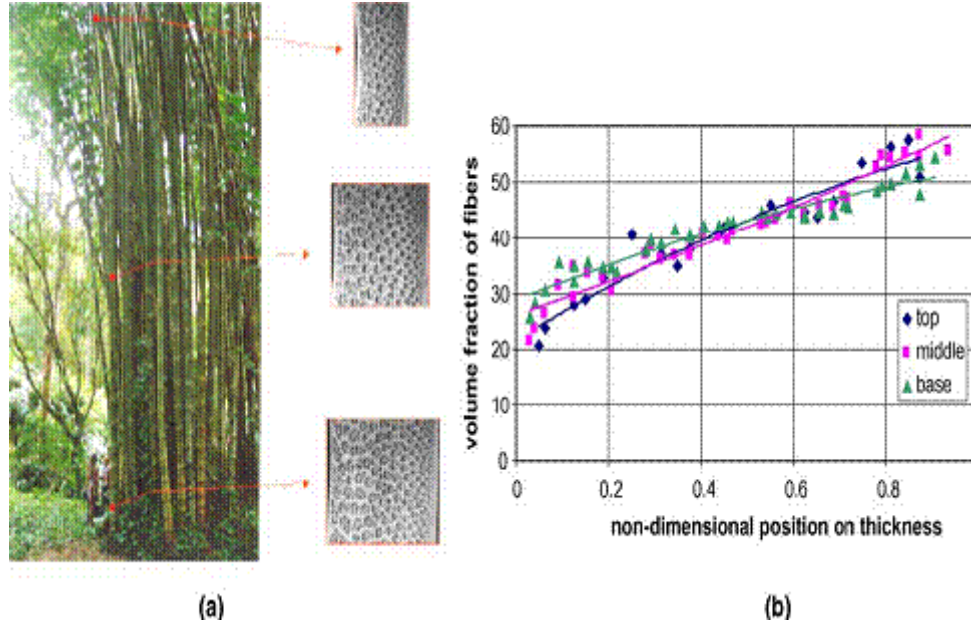 60
50
40
30
20
10
0
volume fraction of fibers
top
middle
base
0 0.2 0.4 0.6 0.8
non-dimensional position on thickness
(a) (b)